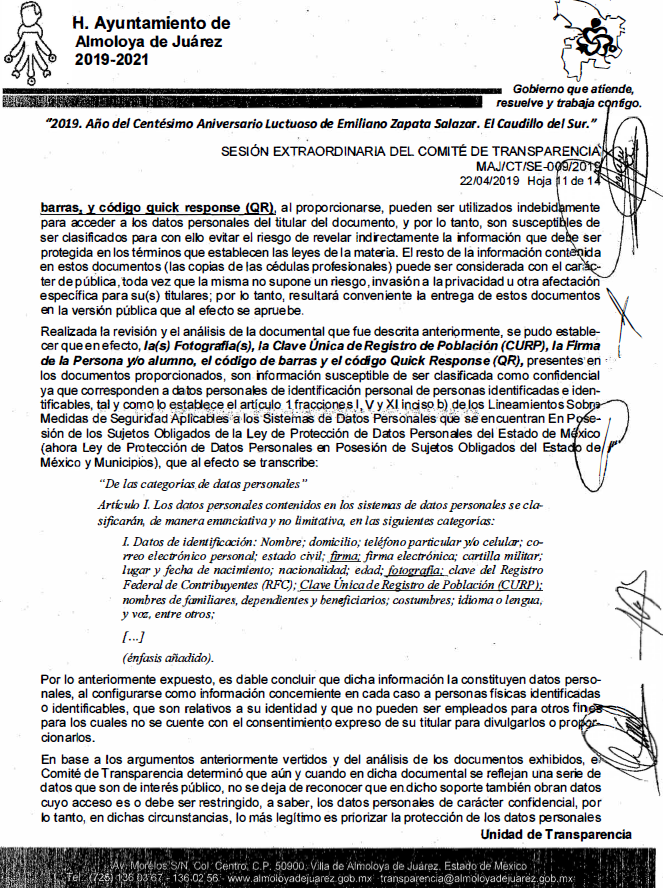 H. Ayuntamiento de
Almoloya de Juárez
2019-2021
Gobierno que atiende,
resuelve y trabaja configo.
“2019. Año del Centésimo Aniversario Luctuoso de Emiliano Zapata Salazar. El Caudillo del Sur.”
SESIÓN EXTRAORDINARIA DEL COMITÉ DE TRANSPARENCIA
MAJ/CT/SE-009/2019
22/04/2019 Hoja 11 de 14
barras, y código quick response (QR), al proporcionarse, pueden ser utilizados indebidamente
para acceder a los datos personales del titular del documento, y por lo tanto, son susceptibles de
ser clasificados para con ello evitar el riesgo de revelar indirectamente la información que debe ser
protegida en los términos que establecen las leyes de la materia. El resto de la información contenida
en estos documentos (las copias de las cédulas profesionales) puede ser considerada con el carác-
ter de pública, toda vez que la misma no supone un riesgo, invasión a la privacidad u otra afectación
específica para su(s) titulares; por lo tanto, resultará conveniente la entrega de estos documentos
en la versión pública que al efecto se apruebe.
Realizada la revisión y el análisis de la documental que fue descrita anteriormente, se pudo estable-
cer que en efecto, la(s) Fotografía(s), la Clave Única de Registro de Población (CURP), la Firma
de la Persona y/o alumno, el código de barras y el código Quick Response (QR), presentes en
los documentos proporcionados, son información susceptible de ser clasificada como confidencial
ya que corresponden a datos personales de identificación personal de personas identificadas e iden-
tificables, tal y como lo establece el artículo 1 fracciones I, V y XI inciso b) de los Lineamientos Sobre
Medidas de Seguridad Aplicables a los Sistemas de Datos Personales que se encuentran En Pose-
sión de los Sujetos Obligados de la Ley de Protección de Datos Personales del Estado de México
(ahora Ley de Protección de Datos Personales en Posesión de Sujetos Obligados del Estado de
México y Municipios), que al efecto se transcribe:
“De las categorías de datos personales”
Artículo I. Los datos personales contenidos en los sistemas de datos personales se cla-
sificarán, de manera enunciativa y no limitativa, en las siguientes categorías:
I. Datos de identificación: Nombre; domicilio; teléfono particular y/o celular; co-
rreo electrónico personal; estado civil; firma; firma electrónica; cartilla militar;
lugar y fecha de nacimiento; nacionalidad; edad; fotografía; clave del Registro
Federal de Contribuyentes (RFC); Clave Única de Registro de Población (CURP);
nombres de familiares, dependientes y beneficiarios; costumbres; idioma o lengua,
y voz, entre otros;
[...]
(énfasis añadido).
Por lo anteriormente expuesto, es dable concluir que dicha información la constituyen datos perso-
nales, al configurarse como información concerniente en cada caso a personas físicas identificadas
o identificables, que son relativos a su identidad y que no pueden ser empleados para otros fines
para los cuales no se cuente con el consentimiento expreso de su titular para divulgarlos o propor-
cionarlos.
En base a los argumentos anteriormente vertidos y del análisis de los documentos exhibidos, el
Comité de Transparencia determinó que aún y cuando en dicha documental se reflejan una serie de
datos que son de interés público, no se deja de reconocer que en dicho soporte también obran datos
cuyo acceso es o debe ser restringido, a saber, los datos personales de carácter confidencial, por
lo tanto, en dichas circunstancias, lo más legítimo es priorizar la protección de los datos personales
Unidad de Transparencia
Av. Morelos S/N, Col. Centro, C.P. 50900, Villa de Almoloya de Juárez, Estado de México
Tel. (725) 136 03 67 - 136 02 56 · www.almoloyadejuarez.gob.mx transparencia@almoloyadejuarez.gob.mx